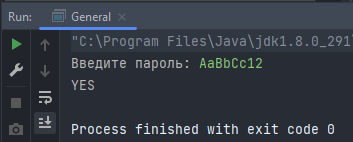 Run: General
"C:\Program Files\Java\jdk1.8.0_291\
Введите пароль: AaBbCc12
YES
Process finished with exit code 0